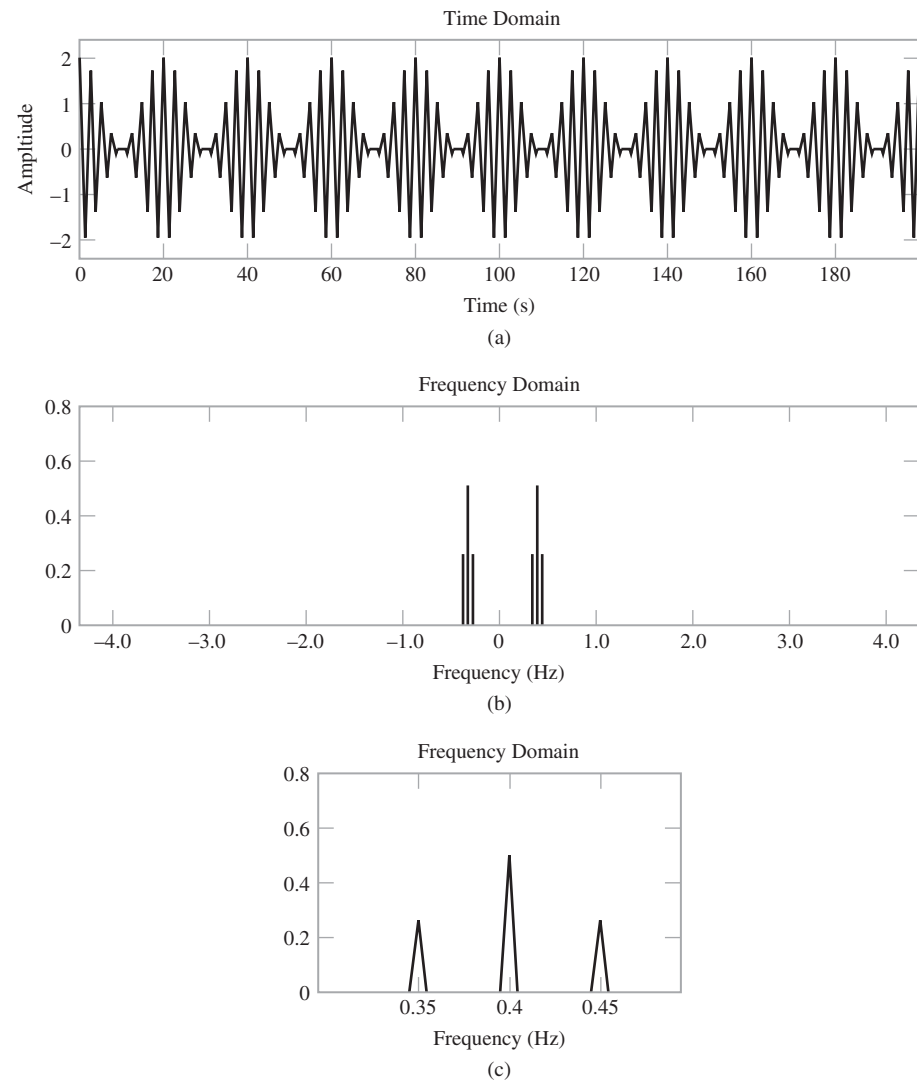 Time Domain
Ampltiude
2
1
0
−1
−2
0 20 40 60 80 100 120 140 160 180
Time (s)
(a)
Frequency Domain
0.8
0.6
0.4
0.2
0
−4.0 −3.0 −2.0 −1.0 0 1.0 2.0 3.0 4.0
Frequency (Hz)
(b)
Frequency Domain
0.8
0.6
0.4
0.2
0
0.35 0.4 0.45
Frequency (Hz)
(c)